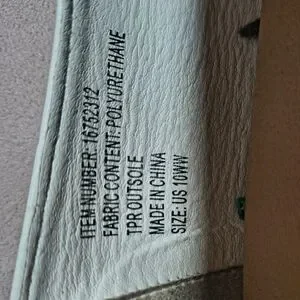 ITEM NUMBER: 16752312
FABRIC CONTENT: POLYURETHANE
TPR OUTSOLE
MADE IN CHINA
SIZE: US 10WW